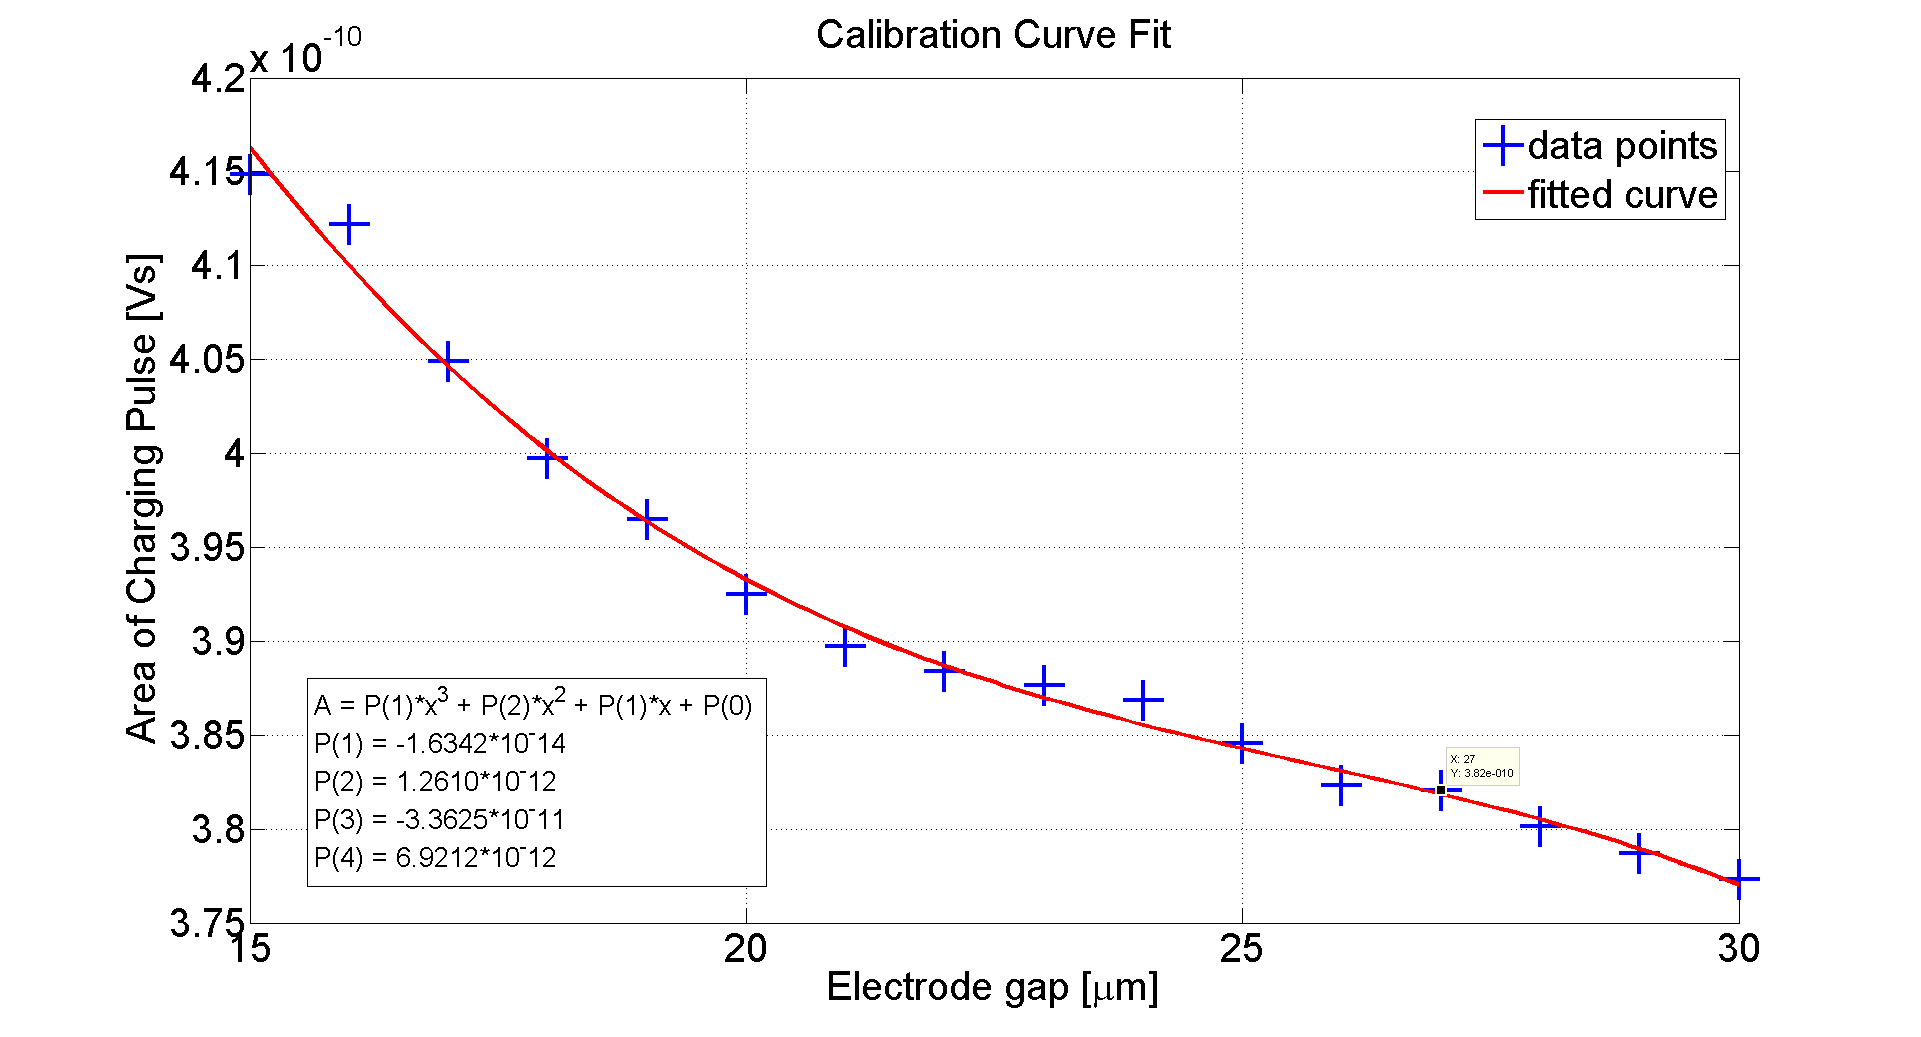 Calibration Curve Fit
x 10^-10
4.2
4.15
4.1
4.05
4
3.95
3.9
3.85
3.8
3.75
Area of Charging Pulse [Vs]
data points
fitted curve
A = P(1)*x^3 + P(2)*x^2 + P(1)*x + P(0)
P(1) = -1.6342*10^-14
P(2) = 1.2610*10^-12
P(3) = -3.3625*10^-11
P(4) = 6.9212*10^-12
X: 27
Y: 3.82e-010
15 20 25 30
Electrode gap [μm]